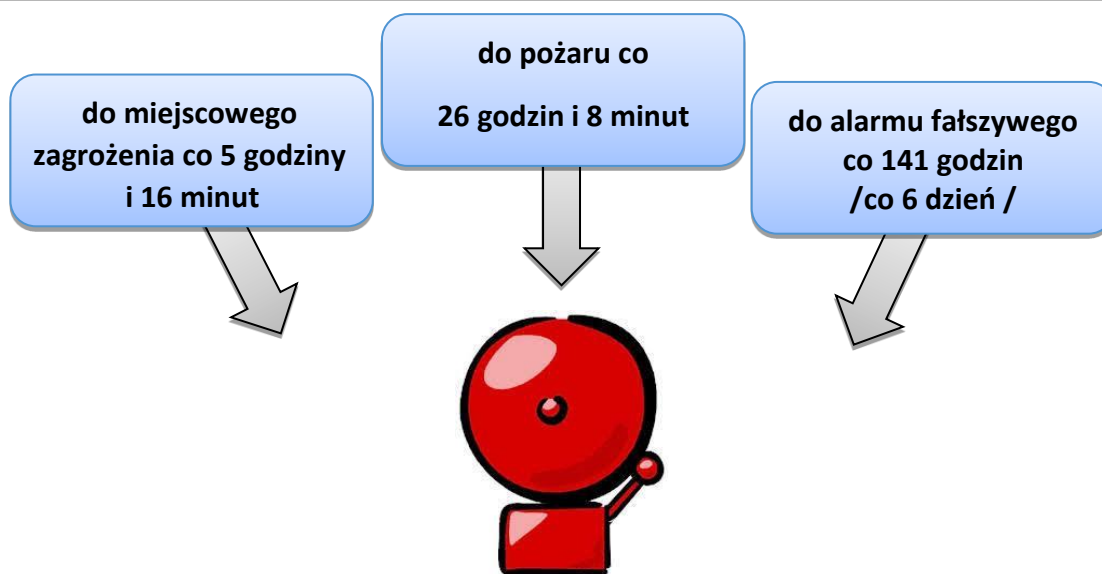 do miejscowego
zagrożenia co 5 godziny
i 16 minut
do pożaru co
26 godzin i 8 minut
do alarmu fałszywego
co 141 godzin
/co 6 dzień /